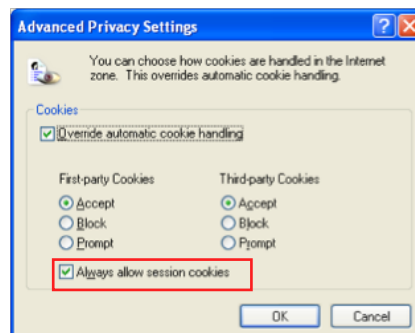 Advanced Privacy Settings
You can choose how cookies are handled in the Internet
zone. This overrides automatic cookie handling.
Cookies
Override automatic cookie handling
First-party Cookies Third-party Cookies
Accept Accept
Block Block
Prompt Prompt
Always allow session cookies
OK Cancel